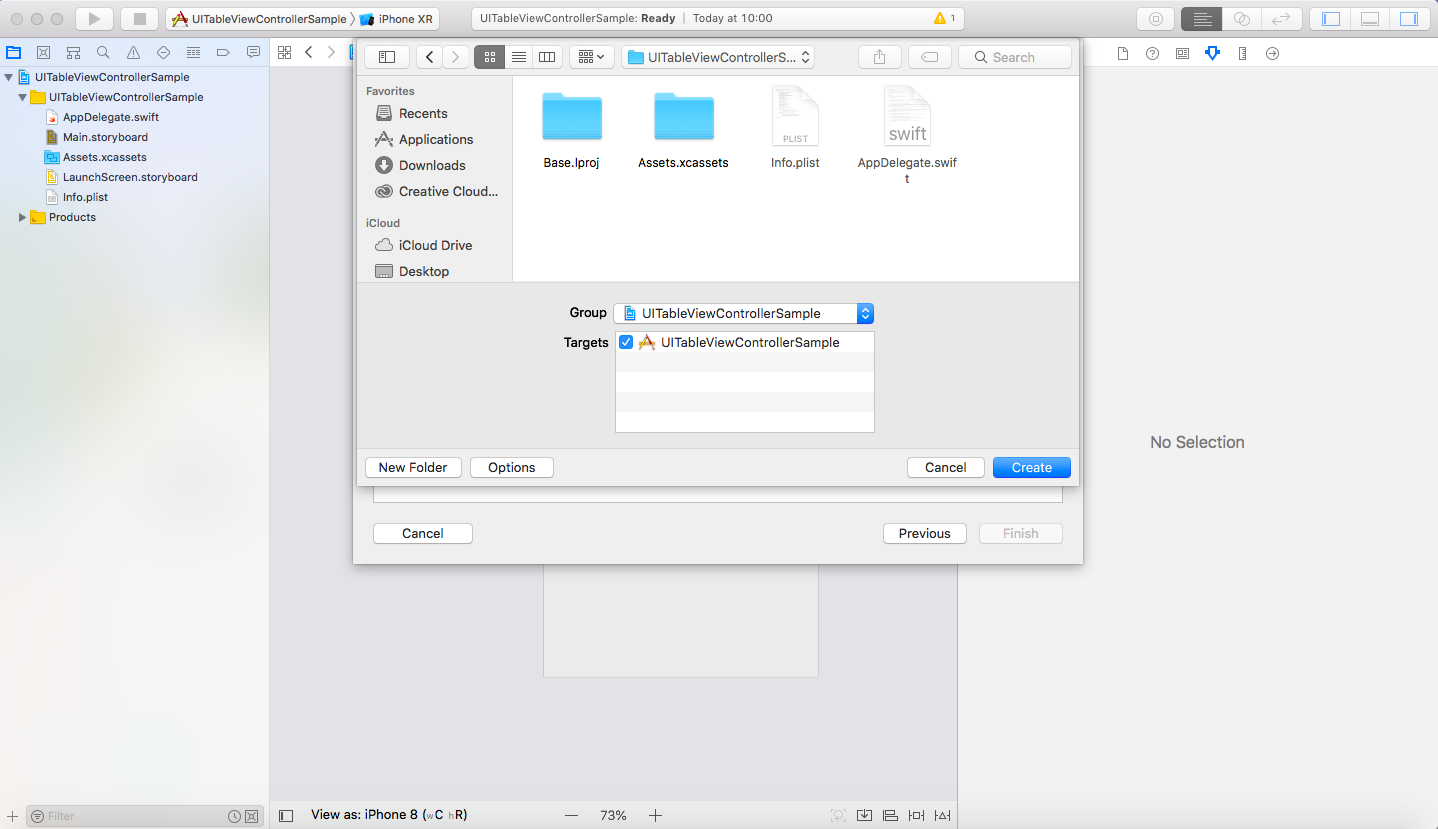 UITableViewControllerSample
iPhone XR
UITableViewControllerSample: Ready
Today at 10:00
1
UITableViewControllerSample
UITableViewControllerSample
AppDelegate.swift
Main.storyboard
Assets.xcassets
LaunchScreen.storyboard
Info.plist
Products
Filter
UITableViewControllerS...
Search
Favorites
Recents
Applications
Downloads
Creative Cloud...
iCloud
iCloud Drive
Desktop
Base.lproj
Assets.xcassets
PLIST
Info.plist
swift
AppDelegate.swif
t
Group
UITableViewControllerSample
Targets
UITableViewControllerSample
New Folder
Options
Cancel
Create
Cancel
Previous
Finish
View as: iPhone 8 (wC hR)
73%
No Selection